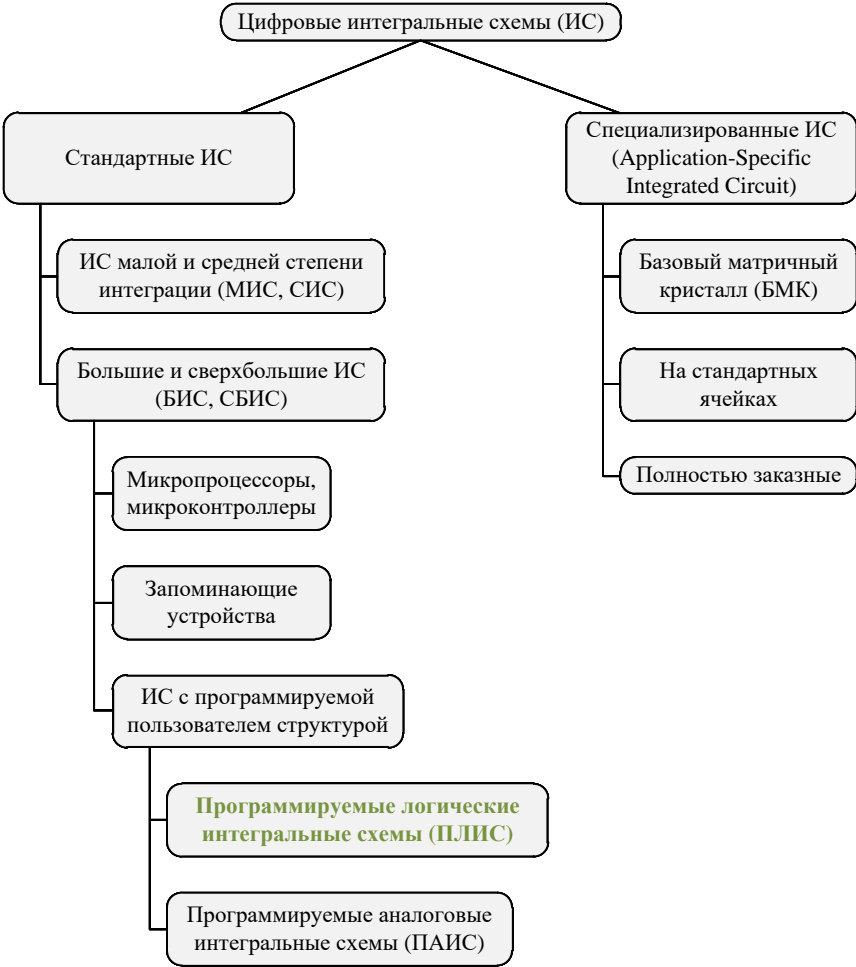 Цифровые интегральные схемы (ИС)
Стандартные ИС
Специализированные ИС
(Application-Specific
Integrated Circuit)
ИС малой и средней степени
интеграции (МИС, СИС)
Базовый матричный
кристалл (БМК)
Большие и сверхбольшие ИС
(БИС, СБИС)
На стандартных
ячейках
Микропроцессоры,
микроконтроллеры
Полностью заказные
Запоминающие
устройства
ИС с программируемой
пользователем структурой
Программируемые логические
интегральные схемы (ПЛИС)
Программируемые аналоговые
интегральные схемы (ПАИС)